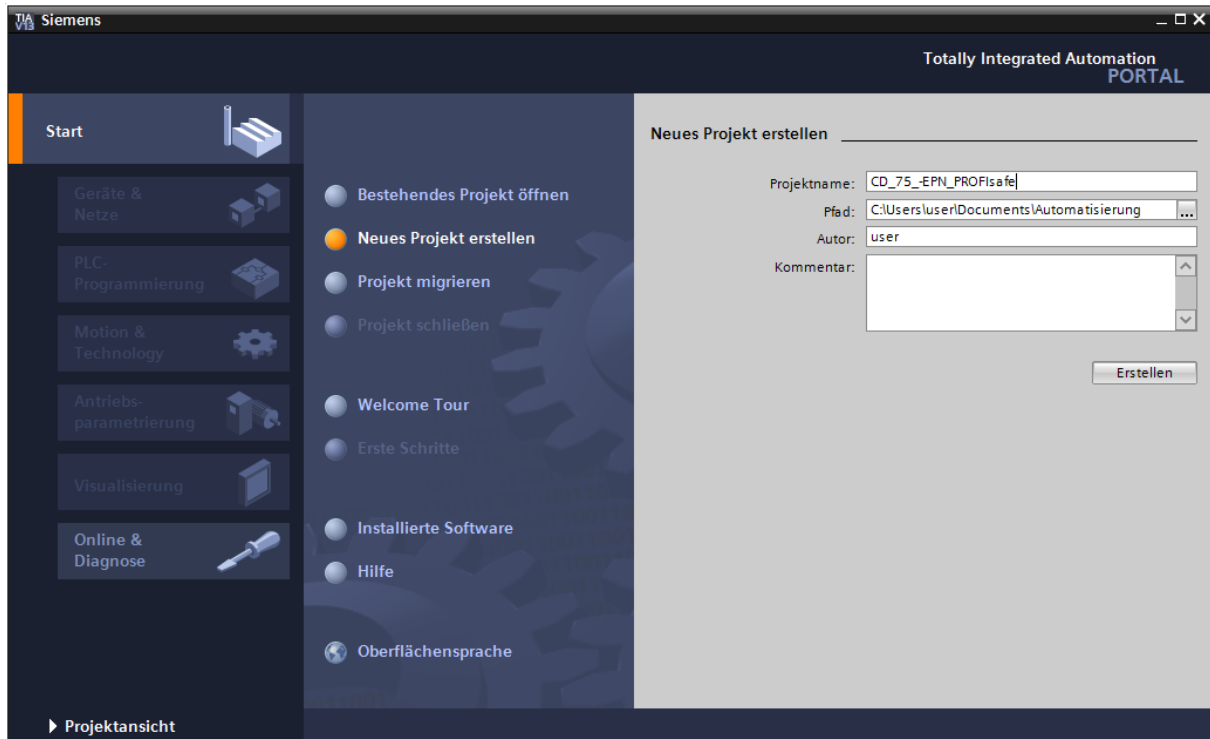 TIA
V13
Siemens
Totally Integrated Automation
PORTAL
Start
Geräte &
Netze
PLC-
Programmierung
Motion &
Technology
Antriebs-
parametrierung
Visualisierung
Online &
Diagnose
Projektansicht
Bestehendes Projekt öffnen
Neues Projekt erstellen
Projekt migrieren
Projekt schließen
Welcome Tour
Erste Schritte
Installierte Software
Hilfe
Oberflächensprache
Neues Projekt erstellen
Projektname: CD_75_-EPN_PROFIsafe
Pfad: C:\Users\user\Documents\Automatisierung ...
Autor: user
Kommentar:
Erstellen